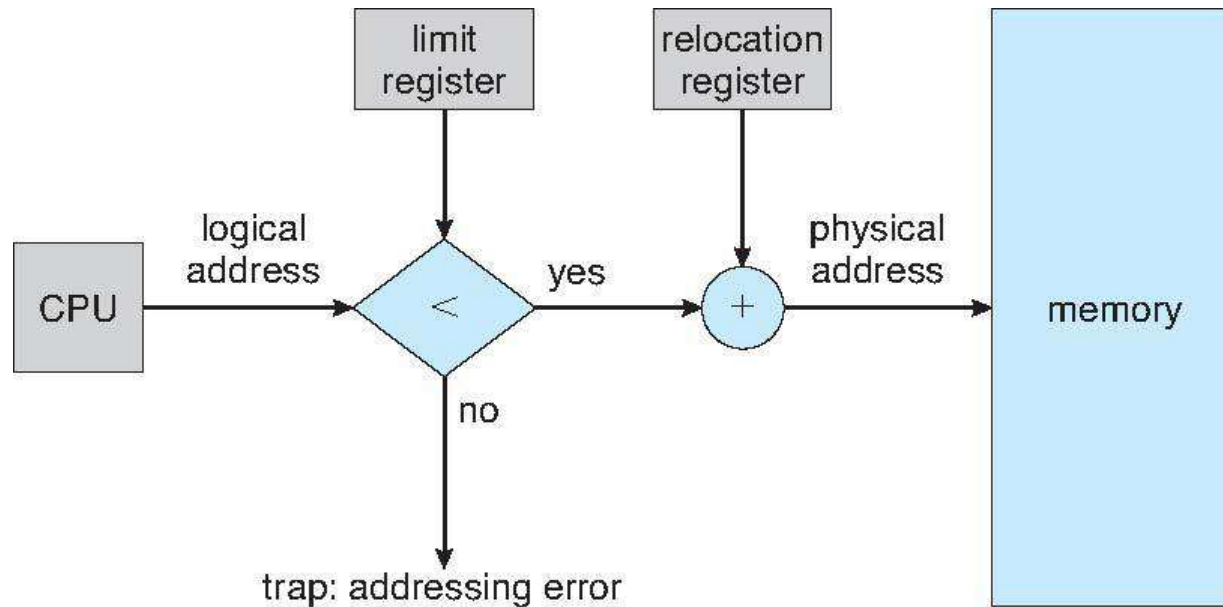 limit
register
relocation
register
logical
address
physical
address
CPU
<
yes
+
memory
no
trap: addressing error